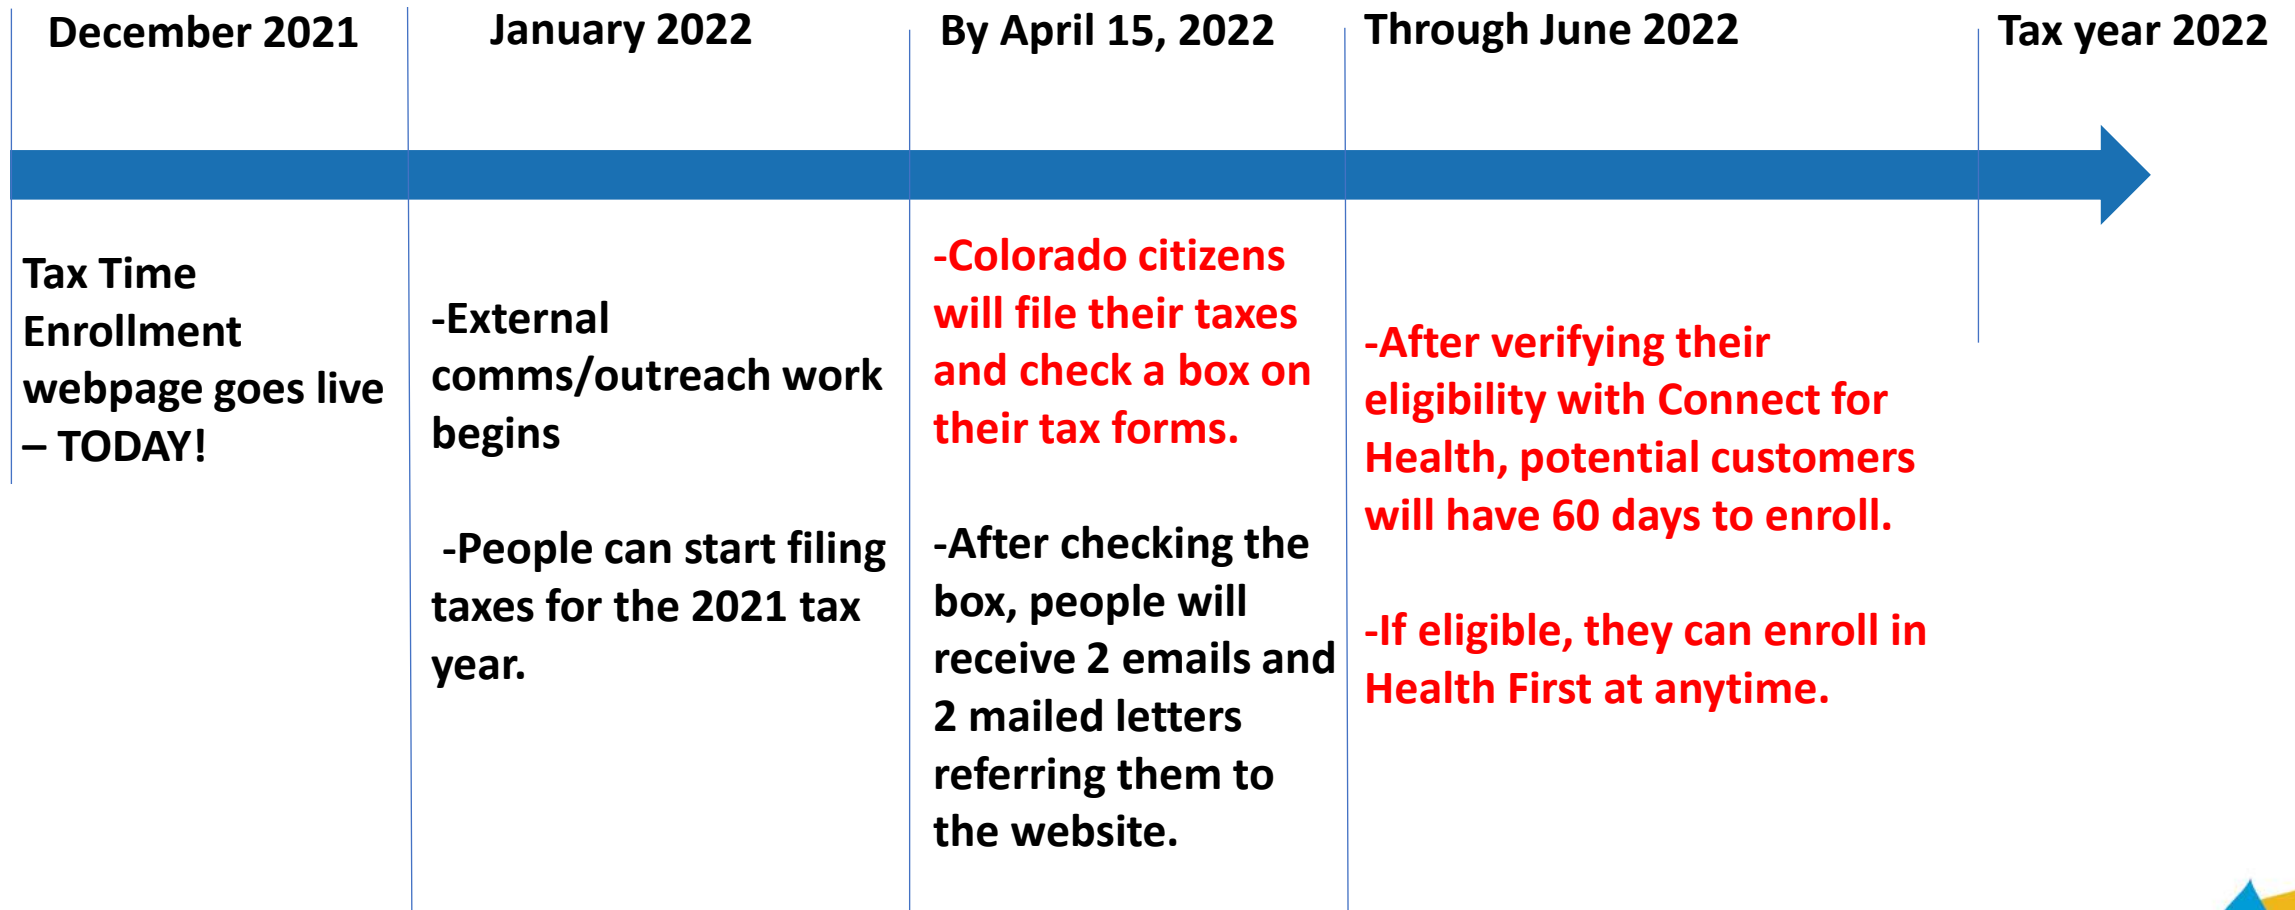 December 2021
January 2022
By April 15, 2022
Through June 2022
Tax year 2022
Tax Time
Enrollment
webpage goes live
– TODAY!
-External
comms/outreach work
begins
-People can start filing
taxes for the 2021 tax
year.
-Colorado citizens
will file their taxes
and check a box on
their tax forms.
-After checking the
box, people will
receive 2 emails and
2 mailed letters
referring them to
the website.
-After verifying their
eligibility with Connect for
Health, potential customers
will have 60 days to enroll.
-If eligible, they can enroll in
Health First at anytime.